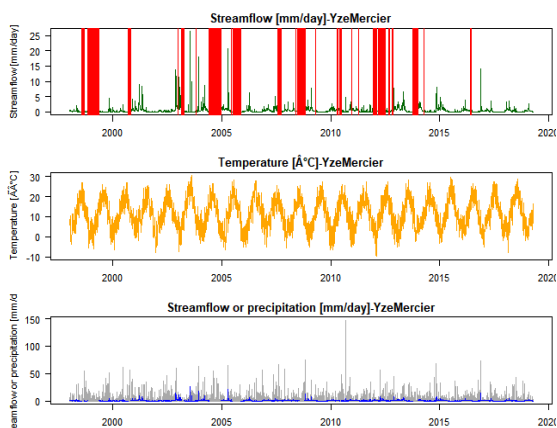 Streamflow [mm/day]-YzeMercier
Streamflow [mm/day]
25
20
15
10
5
0
2000 2005 2010 2015 2020
Temperature [Â°C]-YzeMercier
Temperature [ÂÂ°C]
30
20
10
0
-10
2000 2005 2010 2015 2020
Streamflow or precipitation [mm/day]-YzeMercier
eamflow or precipitation [mm/d
150
100
50
0
2000 2005 2010 2015 2020